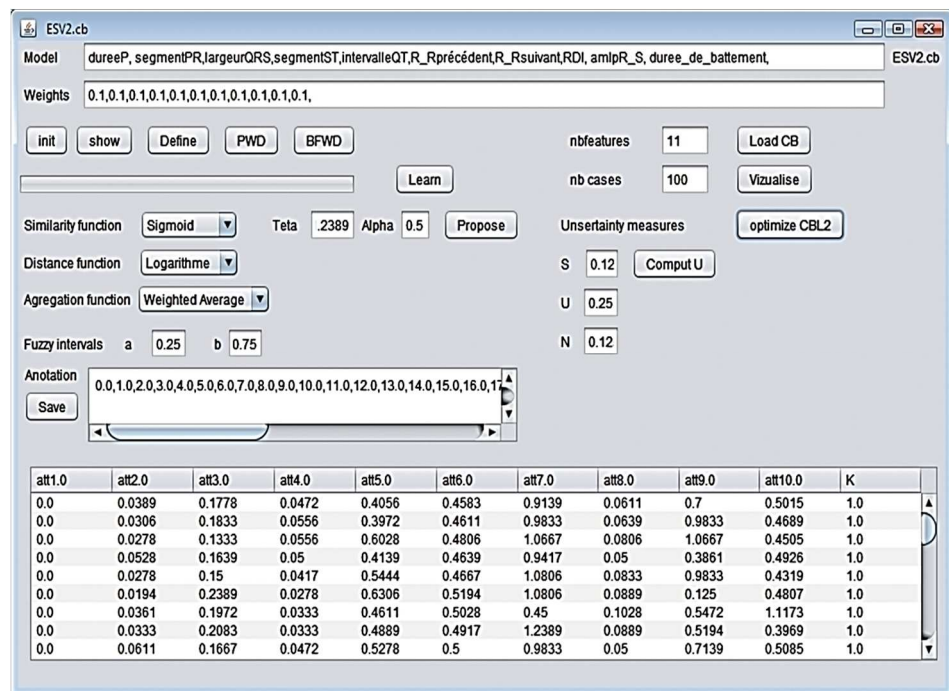 ESV2.cb
Model dureeP, segmentPR,largeurQRS,segmentST,intervalleQT,R_Rprécédent,R_Rsuivant,RDI, amlpR_S, duree_de_battement, ESV2.cb
Weights 0.1,0.1,0.1,0.1,0.1,0.1,0.1,0.1,0.1,0.1,0.1,
init show Define PWD BFWD nbfeatures 11 Load CB
Learn nb cases 100 Vizualise
Similarity function Sigmoid Teta .2389 Alpha 0.5 Propose Unsertainty measures optimize CBL2
Distance function Logarithme S 0.12 Comput U
Agregation function Weighted Average U 0.25
Fuzzy intervals a 0.25 b 0.75 N 0.12
Anotation
0.0,1.0,2.0,3.0,4.0,5.0,6.0,7.0,8.0,9.0,10.0,11.0,12.0,13.0,14.0,15.0,16.0,17
Save
att1.0 att2.0 att3.0 att4.0 att5.0 att6.0 att7.0 att8.0 att9.0 att10.0 K
0.0 0.0389 0.1778 0.0472 0.4056 0.4583 0.9139 0.0611 0.7 0.5015 1.0
0.0 0.0306 0.1833 0.0556 0.3972 0.4611 0.9833 0.0639 0.9833 0.4689 1.0
0.0 0.0278 0.1333 0.0556 0.6028 0.4806 1.0667 0.0806 1.0667 0.4505 1.0
0.0 0.0528 0.1639 0.05 0.4139 0.4639 0.9417 0.05 0.3861 0.4926 1.0
0.0 0.0278 0.15 0.0417 0.5444 0.4667 1.0806 0.0833 0.9833 0.4319 1.0
0.0 0.0194 0.2389 0.0278 0.6306 0.5194 1.0806 0.0889 0.125 0.4807 1.0
0.0 0.0361 0.1972 0.0333 0.4611 0.5028 0.45 0.1028 0.5472 1.1173 1.0
0.0 0.0333 0.2083 0.0333 0.4889 0.4917 1.2389 0.0889 0.5194 0.3969 1.0
0.0 0.0611 0.1667 0.0472 0.5278 0.5 0.9833 0.05 0.7139 0.5085 1.0